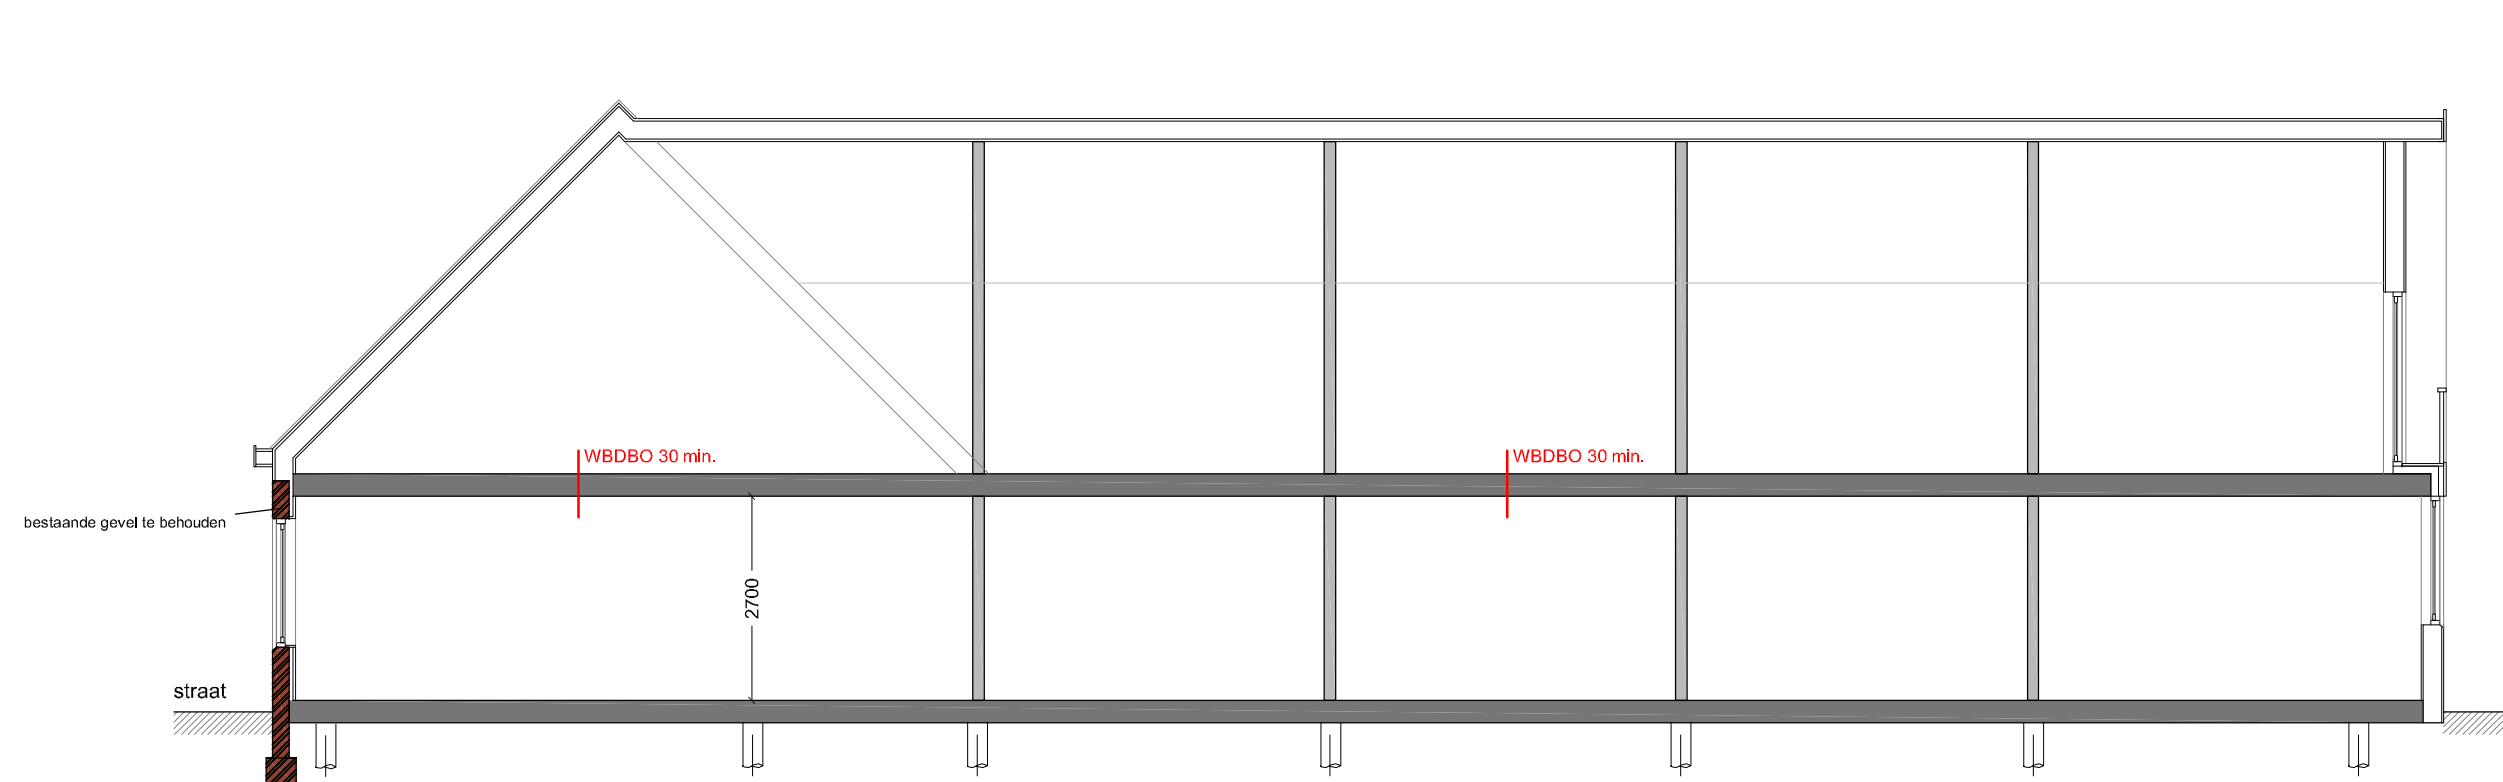 WBDBO 30 min.
WBDBO 30 min.
bestaande gevel te behouden
2700
straat